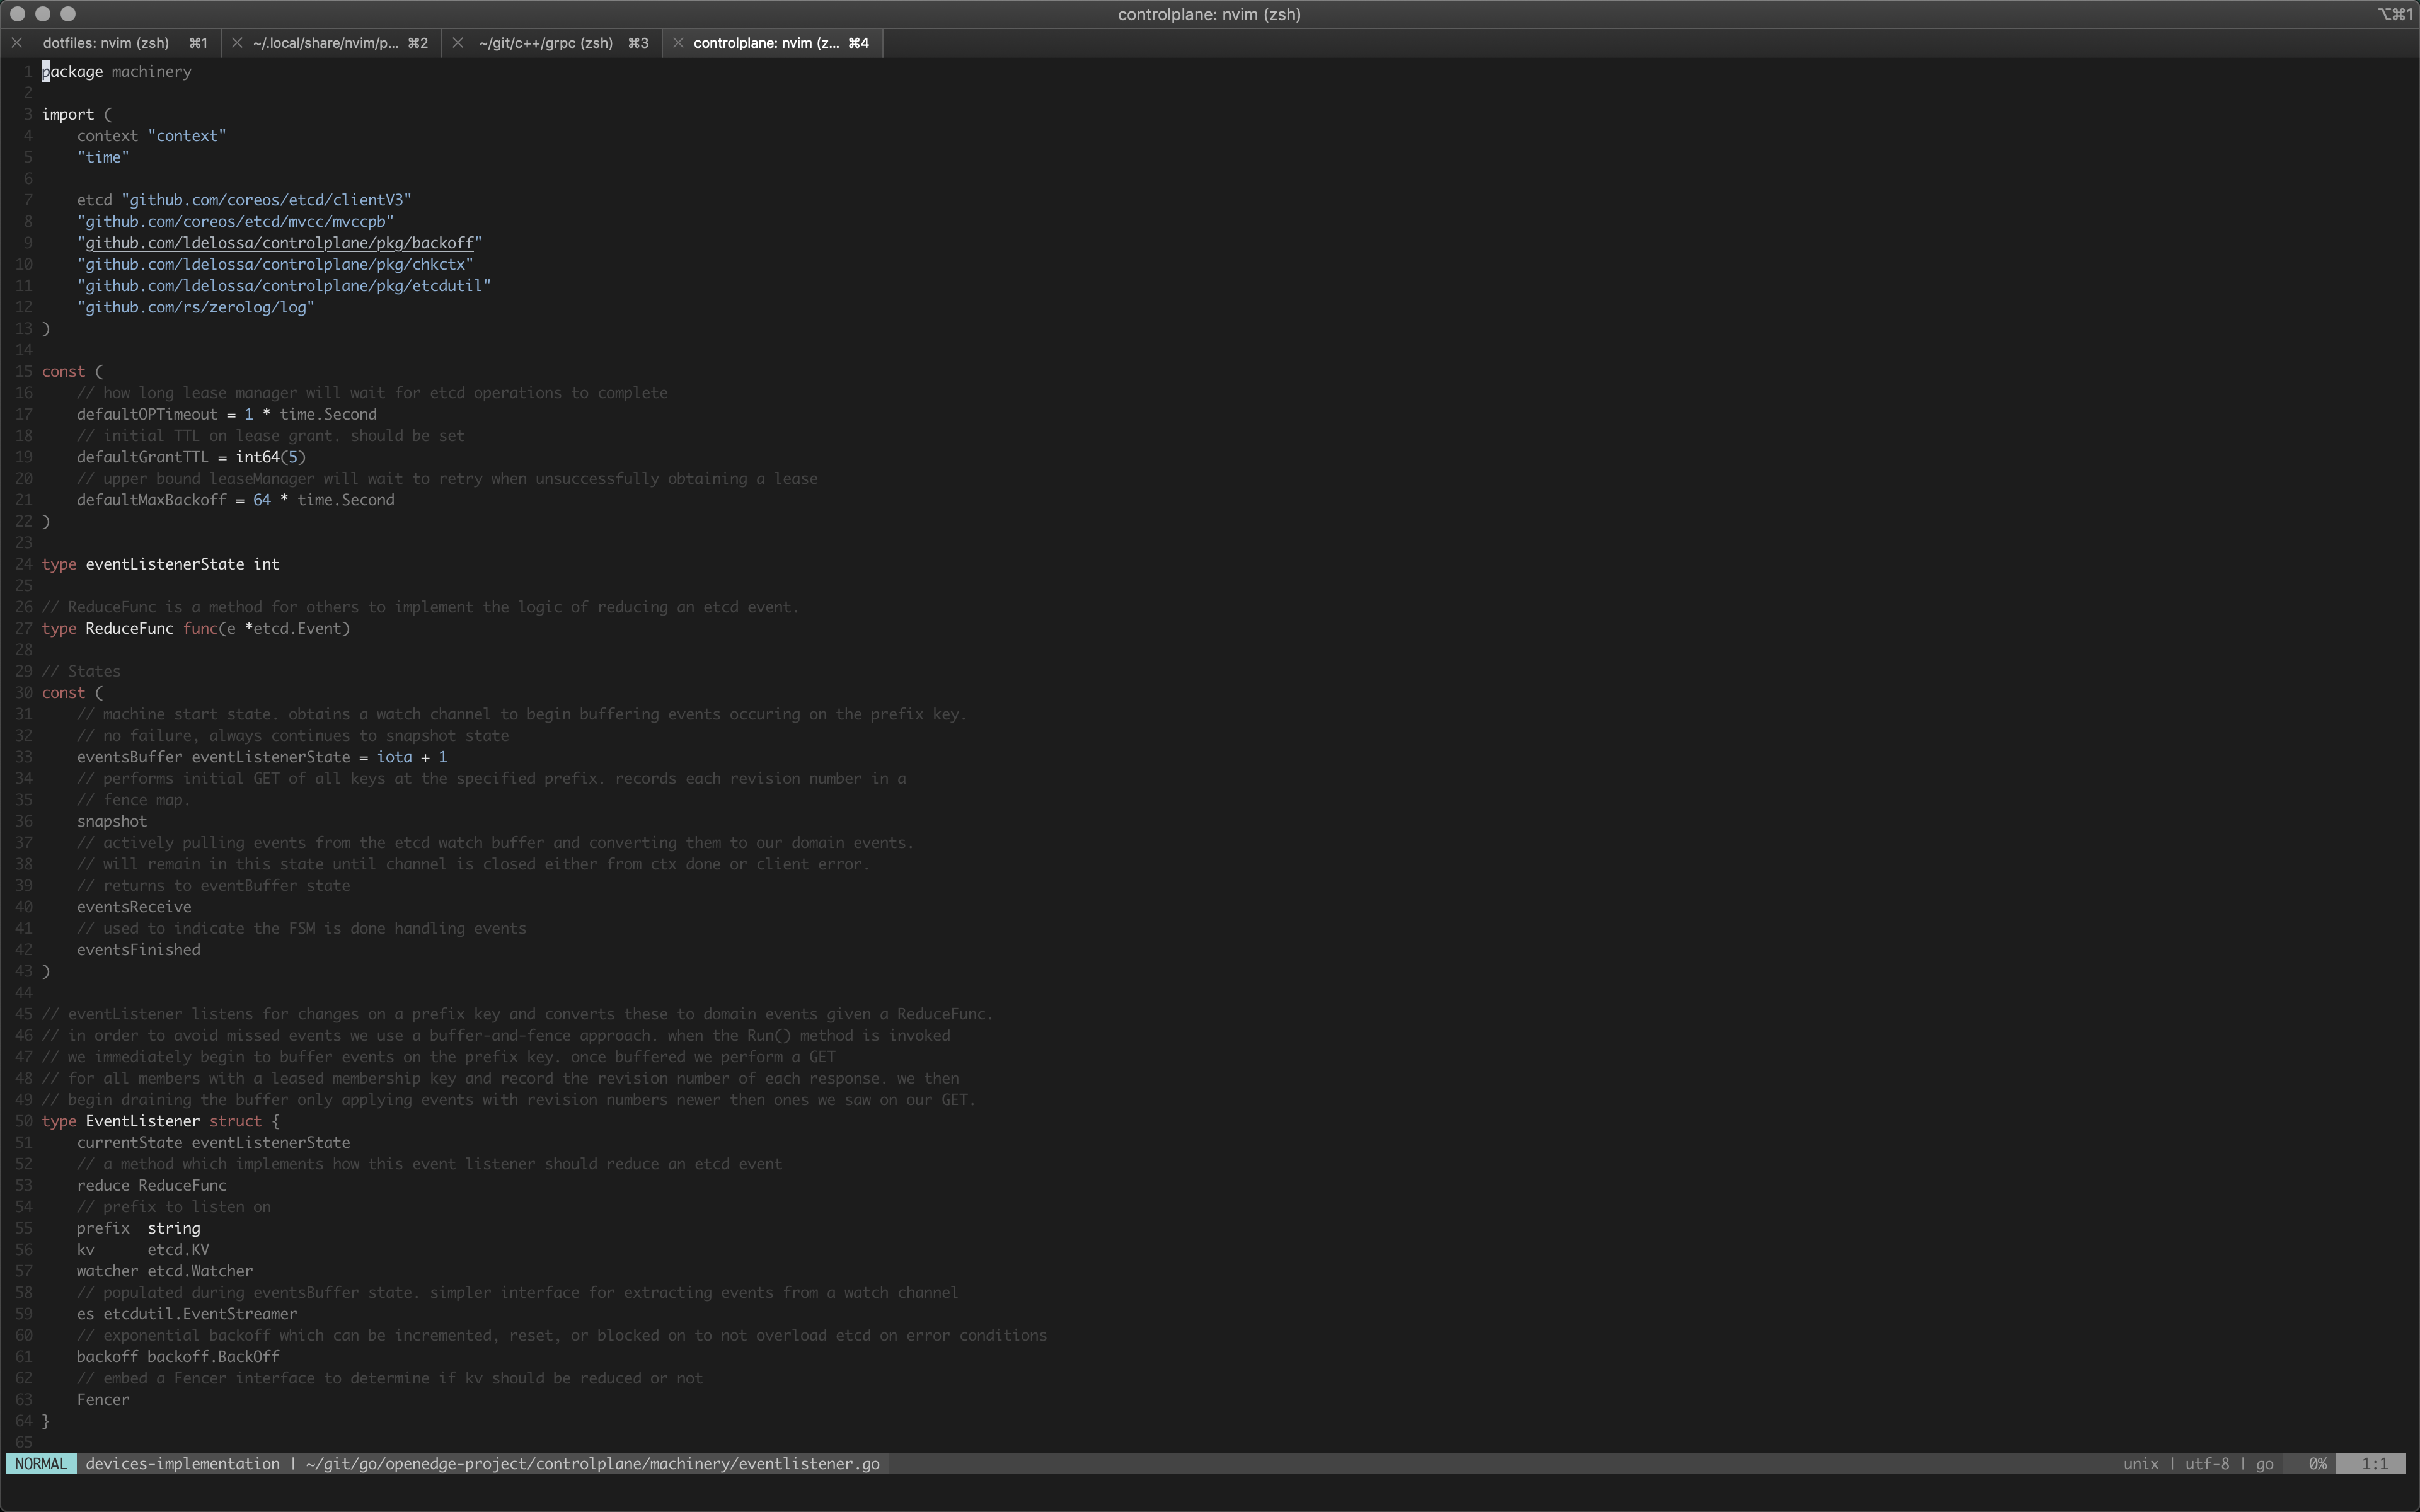 controlplane: nvim (zsh)
⌥⌘1
dotfiles: nvim (zsh) ⌘1 ~/.local/share/nvim/p... ⌘2 ~/git/c++/grpc (zsh) ⌘3 controlplane: nvim (z... ⌘4
1 package machinery
2
3 import (
4     context "context"
5     "time"
6
7     etcd "github.com/coreos/etcd/clientV3"
8     "github.com/coreos/etcd/mvcc/mvccpb"
9     "github.com/ldelossa/controlplane/pkg/backoff"
10     "github.com/ldelossa/controlplane/pkg/chkctx"
11     "github.com/ldelossa/controlplane/pkg/etcdutil"
12     "github.com/rs/zerolog/log"
13 )
14
15 const (
16     // how long lease manager will wait for etcd operations to complete
17     defaultOPTimeout = 1 * time.Second
18     // initial TTL on lease grant. should be set
19     defaultGrantTTL = int64(5)
20     // upper bound leaseManager will wait to retry when unsuccessfully obtaining a lease
21     defaultMaxBackoff = 64 * time.Second
22 )
23
24 type eventListenerState int
25
26 // ReduceFunc is a method for others to implement the logic of reducing an etcd event.
27 type ReduceFunc func(e *etcd.Event)
28
29 // States
30 const (
31     // machine start state. obtains a watch channel to begin buffering events occuring on the prefix key.
32     // no failure, always continues to snapshot state
33     eventsBuffer eventListenerState = iota + 1
34     // performs initial GET of all keys at the specified prefix. records each revision number in a
35     // fence map.
36     snapshot
37     // actively pulling events from the etcd watch buffer and converting them to our domain events.
38     // will remain in this state until channel is closed either from ctx done or client error.
39     // returns to eventBuffer state
40     eventsReceive
41     // used to indicate the FSM is done handling events
42     eventsFinished
43 )
44
45 // eventListener listens for changes on a prefix key and converts these to domain events given a ReduceFunc.
46 // in order to avoid missed events we use a buffer-and-fence approach. when the Run() method is invoked
47 // we immediately begin to buffer events on the prefix key. once buffered we perform a GET
48 // for all members with a leased membership key and record the revision number of each response. we then
49 // begin draining the buffer only applying events with revision numbers newer then ones we saw on our GET.
50 type EventListener struct {
51     currentState eventListenerState
52     // a method which implements how this event listener should reduce an etcd event
53     reduce ReduceFunc
54     // prefix to listen on
55     prefix  string
56     kv      etcd.KV
57     watcher etcd.Watcher
58     // populated during eventsBuffer state. simpler interface for extracting events from a watch channel
59     es etcdutil.EventStreamer
60     // exponential backoff which can be incremented, reset, or blocked on to not overload etcd on error conditions
61     backoff backoff.BackOff
62     // embed a Fencer interface to determine if kv should be reduced or not
63     Fencer
64 }
65
NORMAL devices-implementation | ~/git/go/openedge-project/controlplane/machinery/eventlistener.go unix | utf-8 | go 0% 1:1